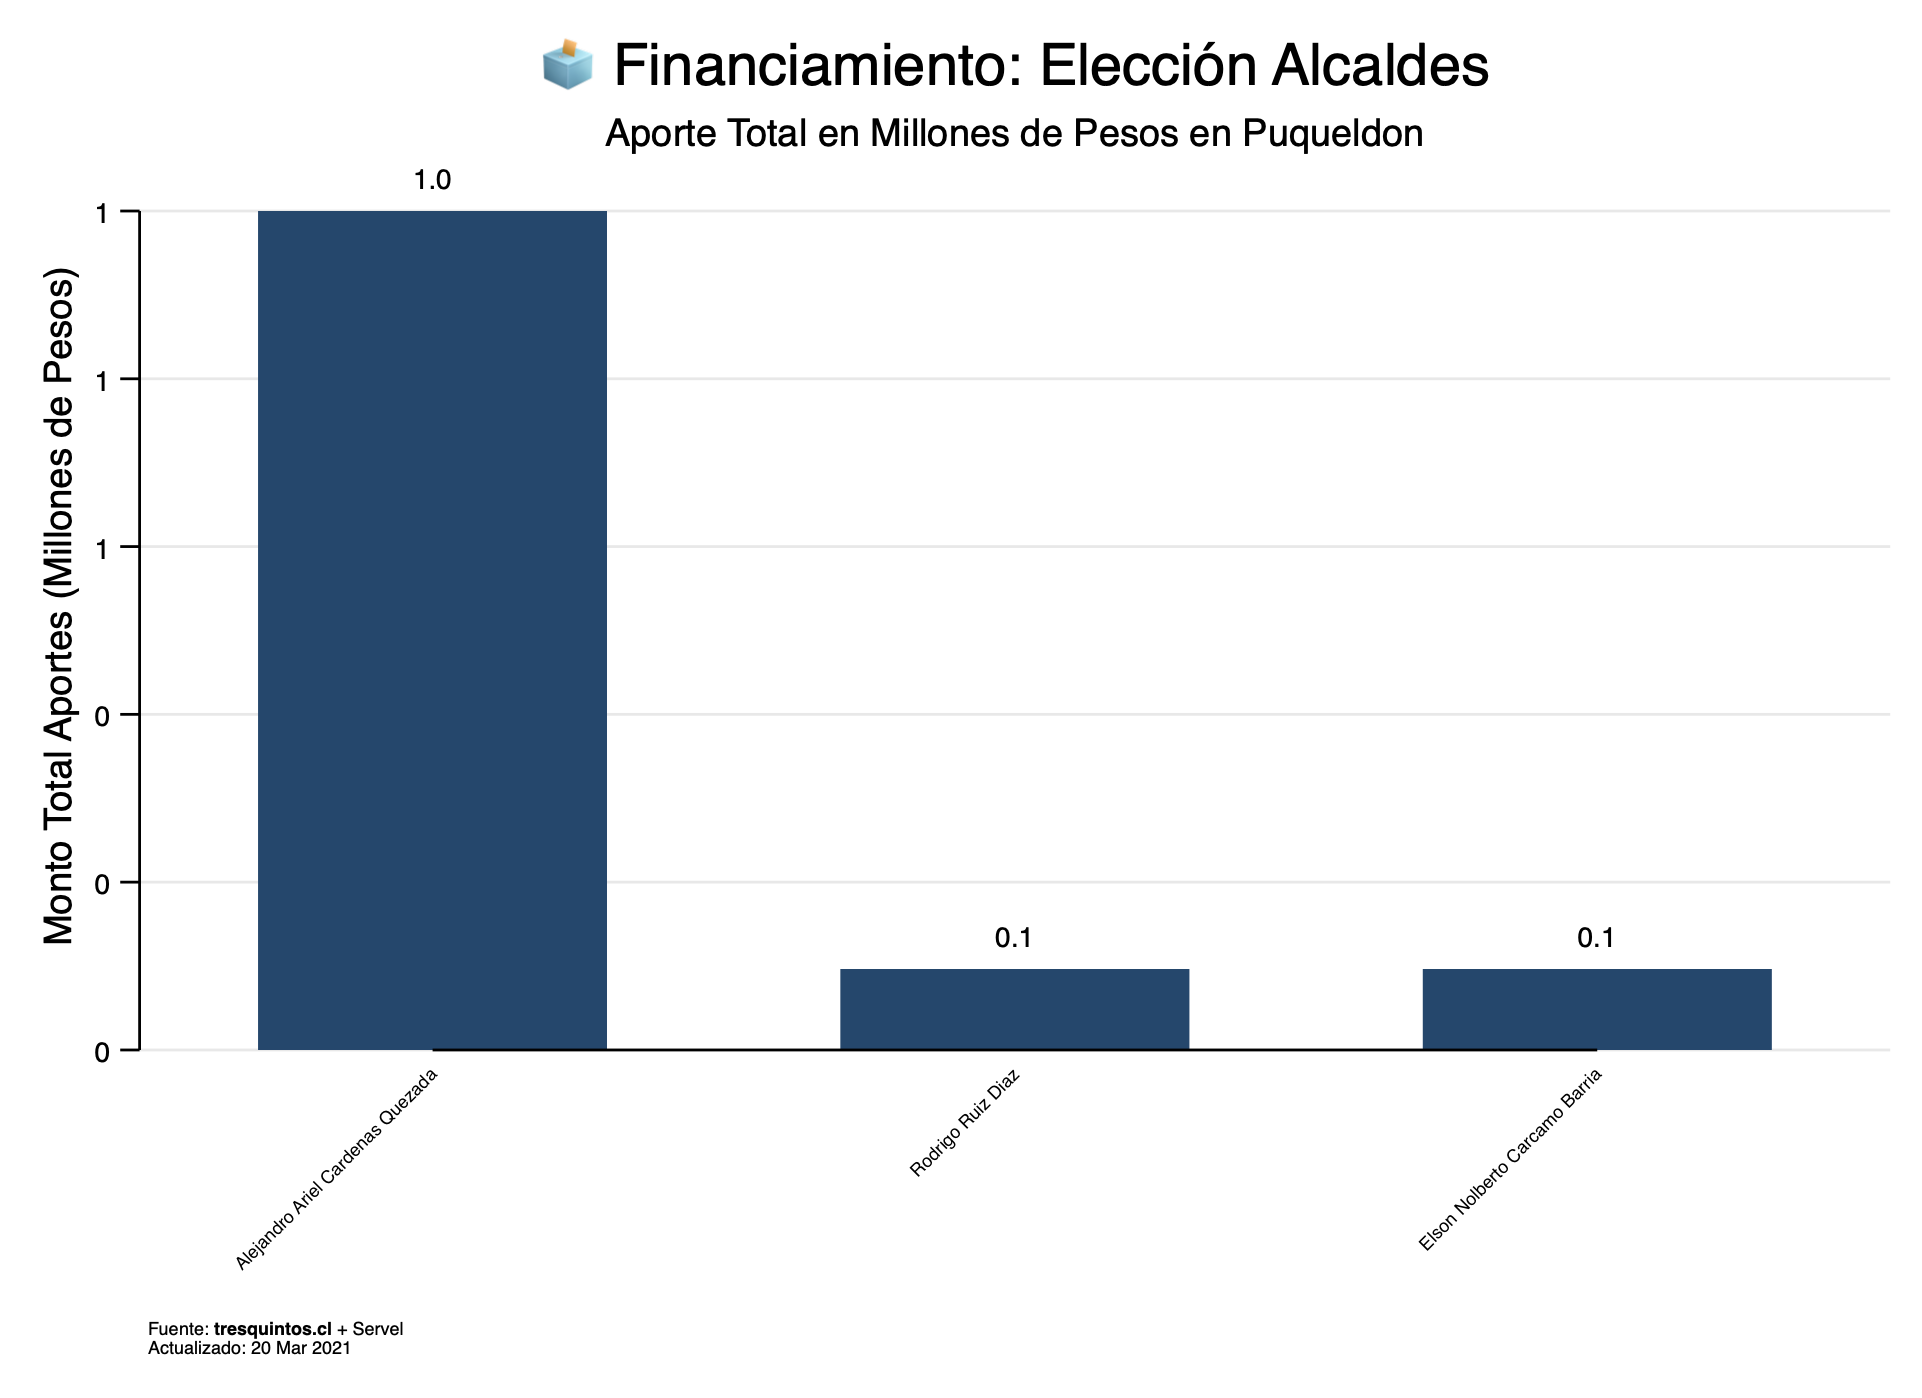 Financiamiento: Elección Alcaldes
Aporte Total en Millones de Pesos en Puqueldon
Monto Total Aportes (Millones de Pesos)
1
1
1
0
0
0
1.0
0.1
0.1
Alejandro Ariel Cardenas Quezada
Rodrigo Ruiz Diaz
Elson Nolberto Carcamo Barria
Fuente: tresquintos.cl + Servel
Actualizado: 20 Mar 2021